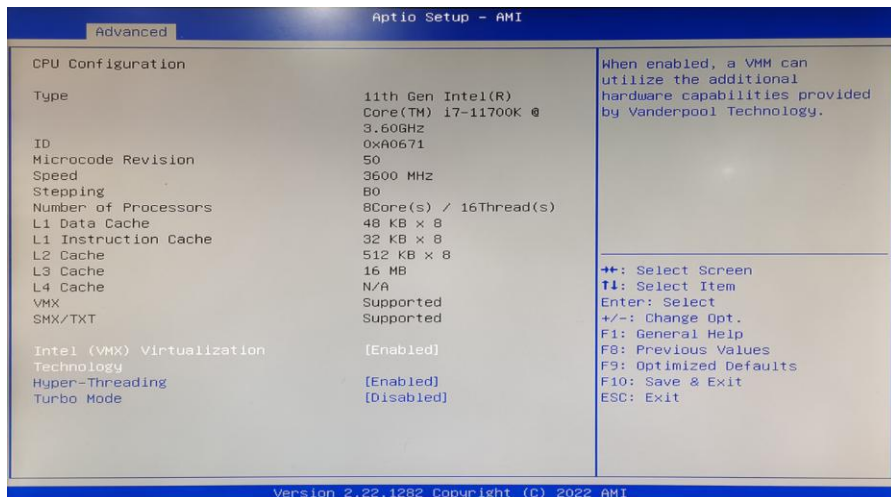 Aptio Setup - AMI
Advanced
CPU Configuration
Type 11th Gen Intel(R)
Core(TM) i7-11700K @
3.60GHz
ID 0xA0671
Microcode Revision 50
Speed 3600 MHz
Stepping B0
Number of Processors 8Core(s) / 16Thread(s)
L1 Data Cache 48 KB x 8
L1 Instruction Cache 32 KB x 8
L2 Cache 512 KB x 8
L3 Cache 16 MB
L4 Cache N/A
VMX Supported
SMX/TXT Supported
Intel (VMX) Virtualization [Enabled]
Technology
Hyper-Threading [Enabled]
Turbo Mode [Disabled]
When enabled, a VMM can
utilize the additional
hardware capabilities provided
by Vanderpool Technology.
→←: Select Screen
↑↓: Select Item
Enter: Select
+/-: Change Opt.
F1: General Help
F8: Previous Values
F9: Optimized Defaults
F10: Save & Exit
ESC: Exit
Version 2.22.1282 Copyright (C) 2022 AMI